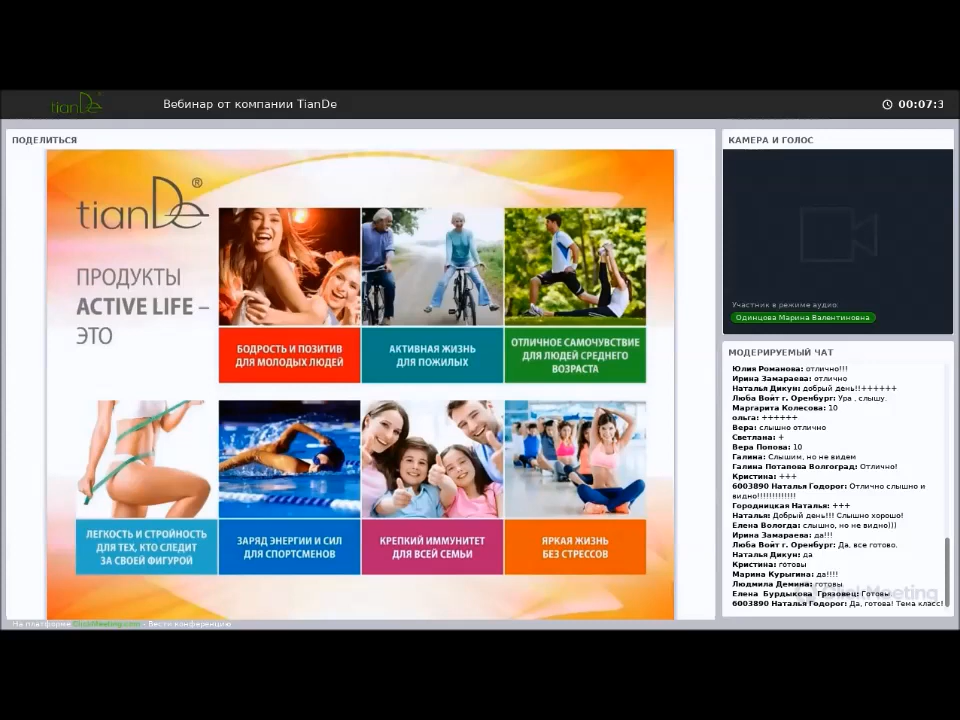 tianDe
Вебинар от компании TianDe
00:07:3
ПОДЕЛИТЬСЯ
tianDe®
ПРОДУКТЫ
ACTIVE LIFE –
ЭТО
БОДРОСТЬ И ПОЗИТИВ
ДЛЯ МОЛОДЫХ ЛЮДЕЙ
АКТИВНАЯ ЖИЗНЬ
ДЛЯ ПОЖИЛЫХ
ОТЛИЧНОЕ САМОЧУВСТВИЕ
ДЛЯ ЛЮДЕЙ СРЕДНЕГО
ВОЗРАСТА
ЛЕГКОСТЬ И СТРОЙНОСТЬ
ДЛЯ ТЕХ, КТО СЛЕДИТ
ЗА СВОЕЙ ФИГУРОЙ
ЗАРЯД ЭНЕРГИИ И СИЛ
ДЛЯ СПОРТСМЕНОВ
КРЕПКИЙ ИММУНИТЕТ
ДЛЯ ВСЕЙ СЕМЬИ
ЯРКАЯ ЖИЗНЬ
БЕЗ СТРЕССОВ
КАМЕРА И ГОЛОС
Участник в режиме аудио:
Одинцова Марина Валентиновна
МОДЕРИРУЕМЫЙ ЧАТ
Юлия Романова: отлично!!!
Ирина Замараева: отлично
Наталья Дикун: добрый день!!++++++
Люба Войт г. Оренбург: Ура , слышу.
Маргарита Колесова: 10
ольга: ++++++
Вера: слышно отлично
Светлана: +
Вера Попова: 10
Галина: Слышим, но не видем
Галина Потапова Волгоград: Отлично!
Кристина: +++
6003890 Наталья Годорог: Отлично слышно и
видно!!!!!!!!!!!!!
Городницкая Наталья: +++
Наталья: Добрый день!!! Слышно хорошо!
Елена Вологда: слышно, но не видно)))
Ирина Замараева: да!!!
Люба Войт г. Оренбург: Да, все готово.
Наталья Дикун: да
Кристина: готовы
Марина Курыгина: да!!!!
Людмила Демина: готовы
Елена Бурдыкова Грязовец: Готовы
6003890 Наталья Годорог: Да, готова! Тема класс!
На платформе ClickMeeting.com - Вести конференцию